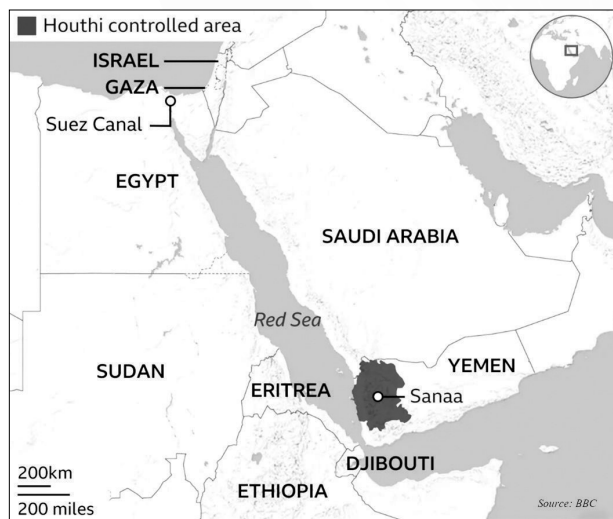 Houthi controlled area
ISRAEL
GAZA
Suez Canal
EGYPT
SAUDI ARABIA
Red Sea
SUDAN
ERITREA
YEMEN
Sanaa
DJIBOUTI
ETHIOPIA
200km
200 miles
Source: BBC